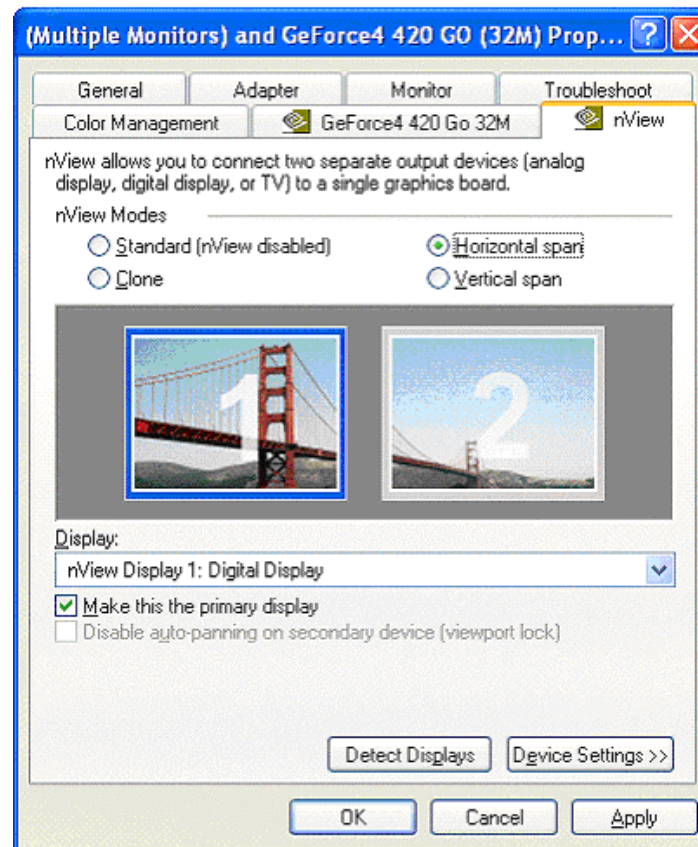 (Multiple Monitors) and GeForce4 420 GO (32M) Prop... ?
General Adapter Monitor Troubleshoot
Color Management GeForce4 420 Go 32M nView
nView allows you to connect two separate output devices (analog
display, digital display, or TV) to a single graphics board.
nView Modes
Standard (nView disabled) Horizontal span
Clone Vertical span
1 2
Display:
nView Display 1: Digital Display
Make this the primary display
Disable auto-panning on secondary device (viewport lock)
Detect Displays Device Settings >>
OK Cancel Apply